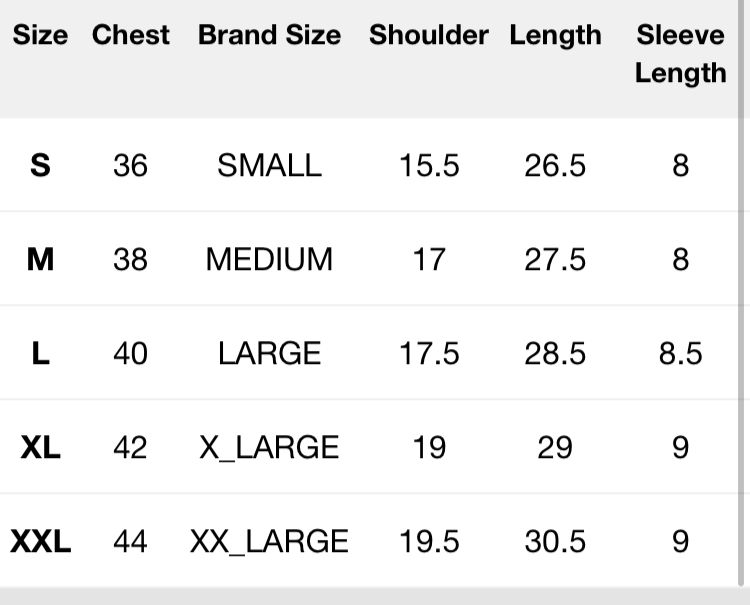 Size Chest Brand Size Shoulder Length Sleeve
Length
S 36 SMALL 15.5 26.5 8
M 38 MEDIUM 17 27.5 8
L 40 LARGE 17.5 28.5 8.5
XL 42 X_LARGE 19 29 9
XXL 44 XX_LARGE 19.5 30.5 9